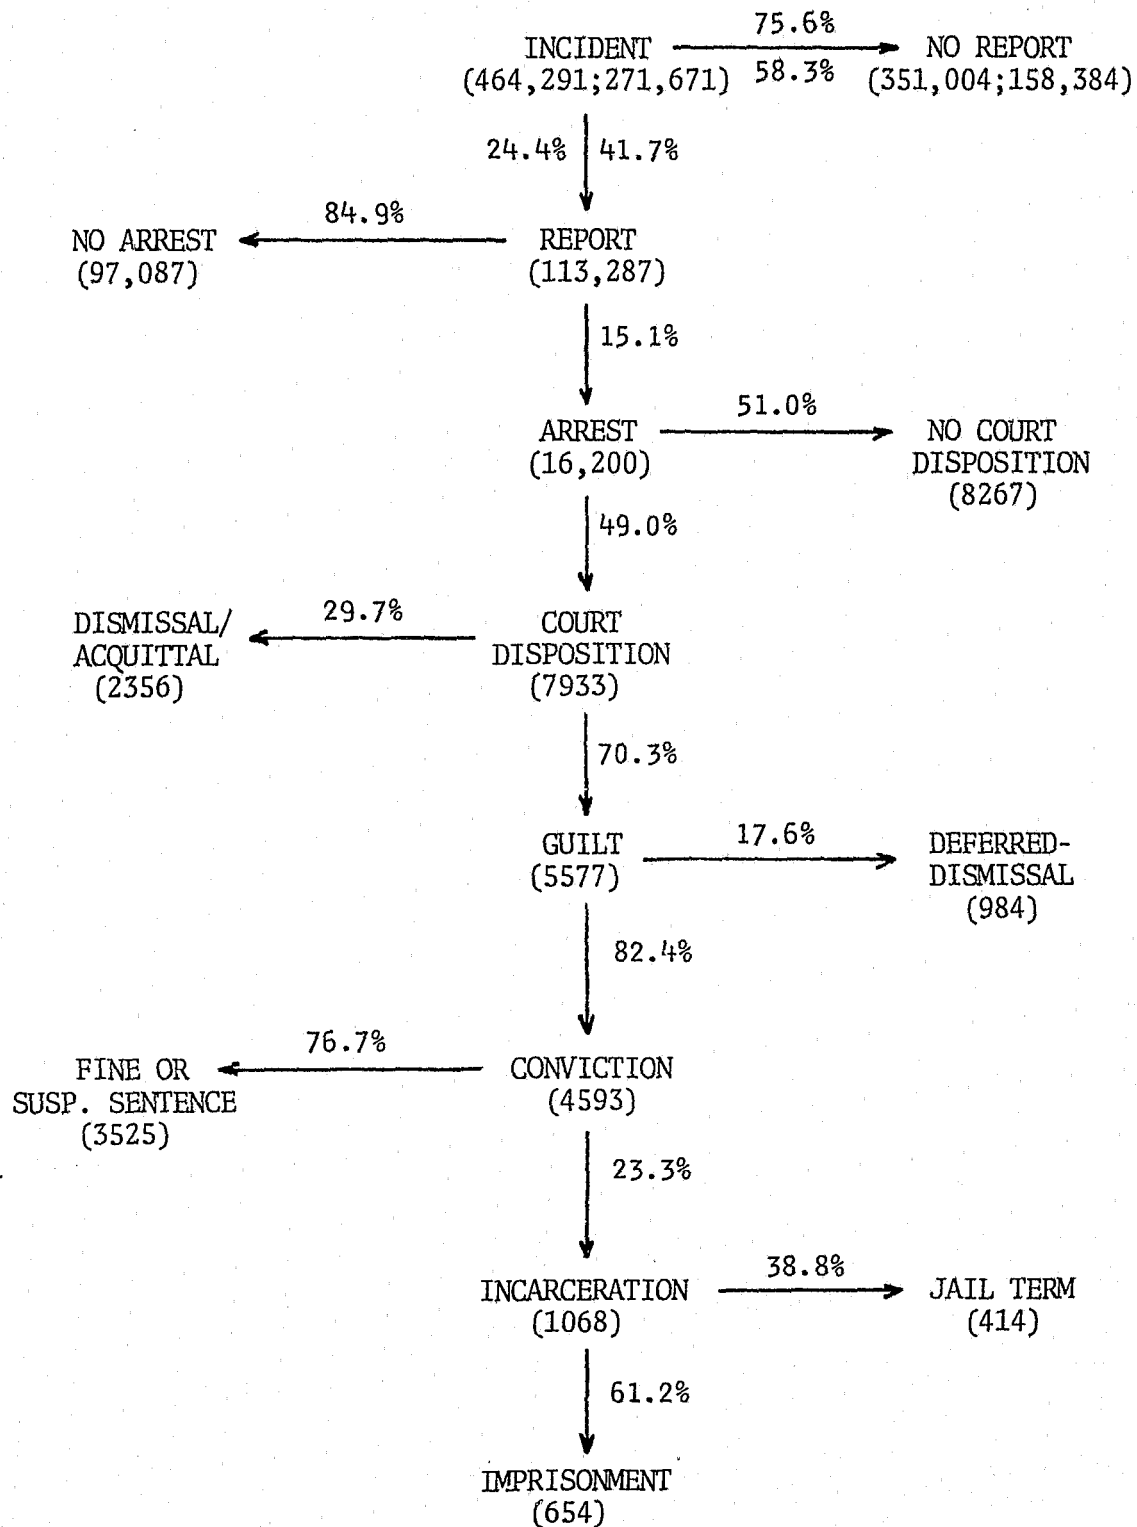 75.6%
INCIDENT NO REPORT
(464,291;271,671) 58.3% (351,004;158,384)
24.4% 41.7%
84.9%
NO ARREST REPORT
(97,087) (113,287)
15.1%
51.0%
ARREST NO COURT
(16,200) DISPOSITION
(8267)
49.0%
29.7%
DISMISSAL/ COURT
ACQUITTAL DISPOSITION
(2356) (7933)
70.3%
17.6%
GUILT DEFERRED-
(5577) DISMISSAL
(984)
82.4%
76.7%
FINE OR CONVICTION
SUSP. SENTENCE (4593)
(3525)
23.3%
38.8%
INCARCERATION JAIL TERM
(1068) (414)
61.2%
IMPRISONMENT
(654)